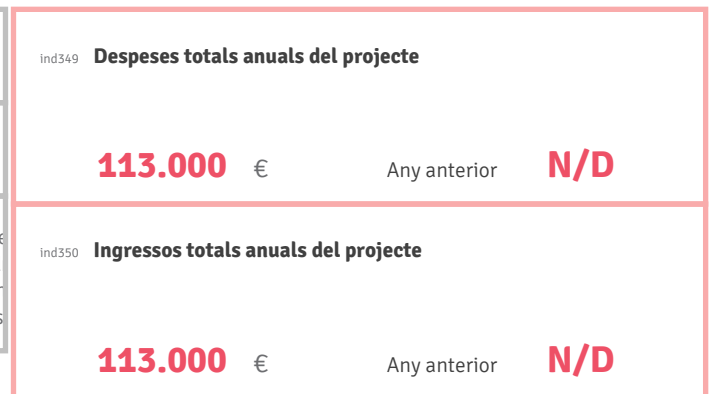 ind349 Despeses totals anuals del projecte
113.000 € Any anterior N/D
ind350 Ingressos totals anuals del projecte
113.000 € Any anterior N/D